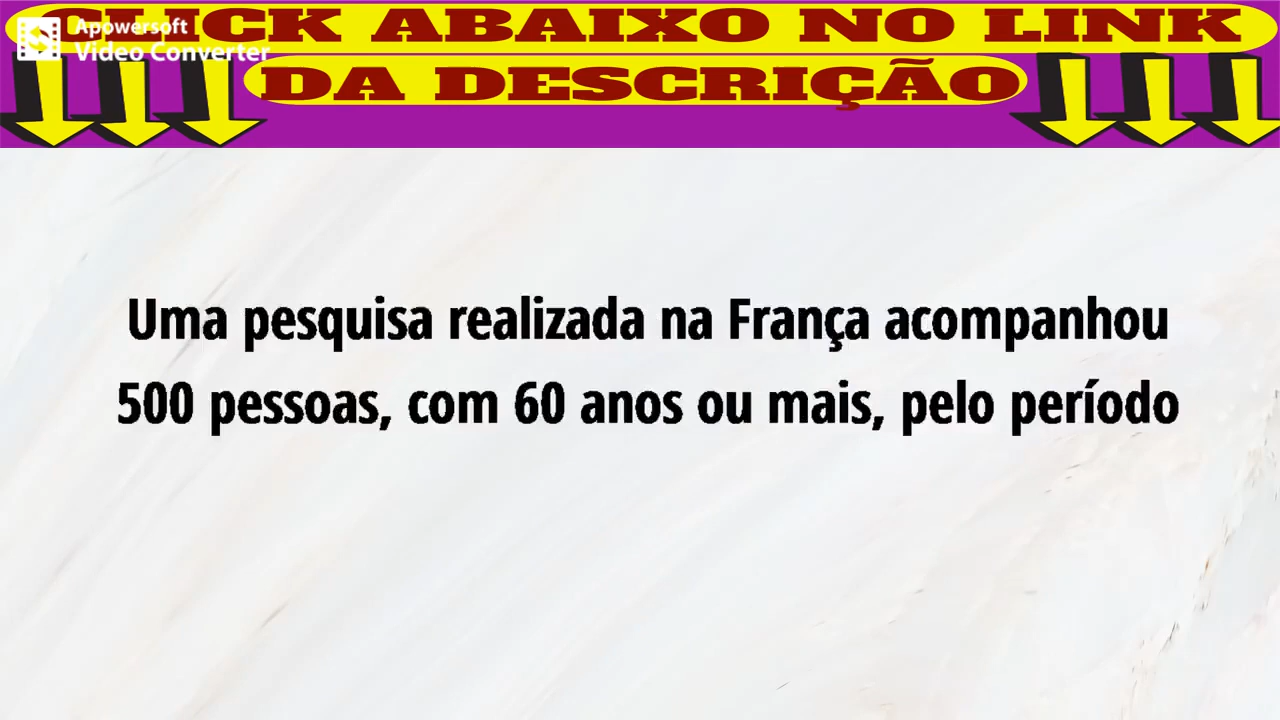 CLICK ABAIXO NO LINK
Apowersoft
Video Converter
DA DESCRIÇÃO
Uma pesquisa realizada na França acompanhou
500 pessoas, com 60 anos ou mais, pelo período